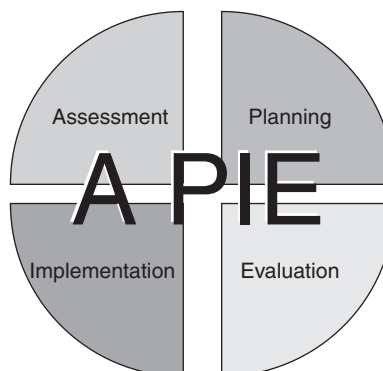 Assessment
Planning
A PIE
Implementation
Evaluation